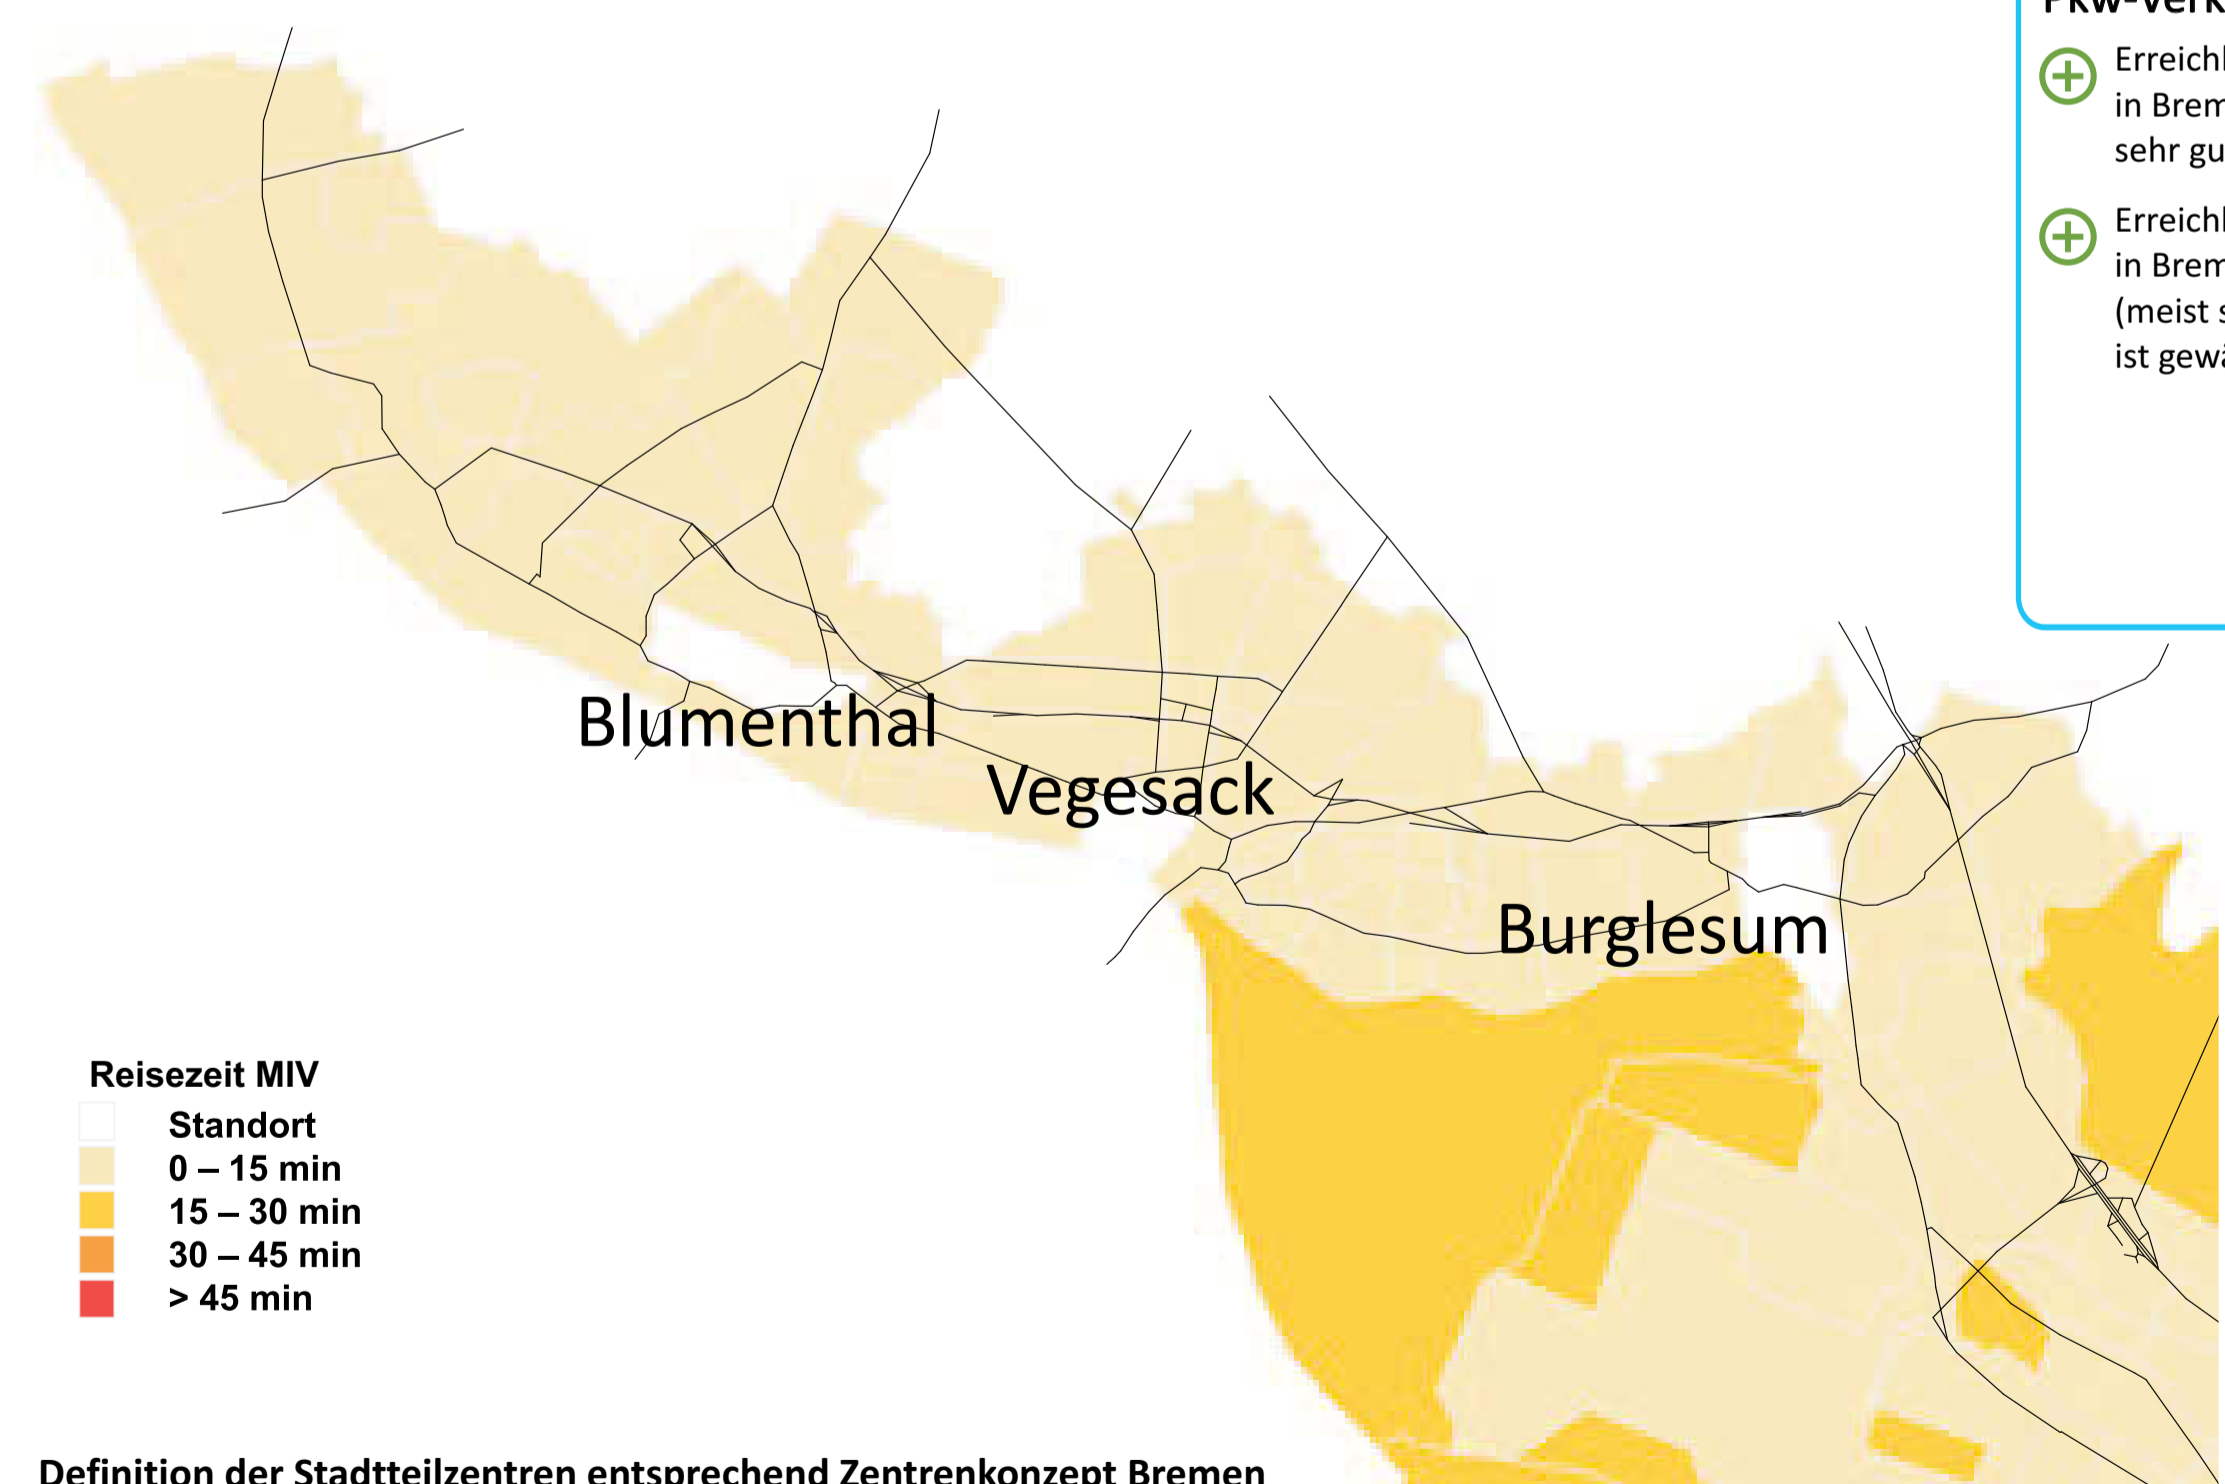 Erreich
in Brem
sehr gu
Erreich
in Brem
(meist s
ist gewä
Blumenthal
Vegesack
Burglesum
Reisezeit MIV
Standort
0 – 15 min
15 – 30 min
30 – 45 min
> 45 min
Definition der Stadtteilzentren entsprechend Zentrenkonzept Bremen